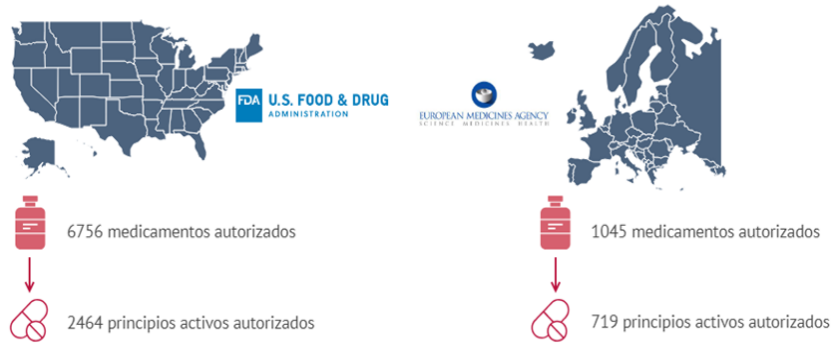 FDA U.S. FOOD & DRUG
ADMINISTRATION
EUROPEAN MEDICINES AGENCY
SCIENCE MEDICINES HEALTH
6756 medicamentos autorizados
1045 medicamentos autorizados
2464 principios activos autorizados
719 principios activos autorizados